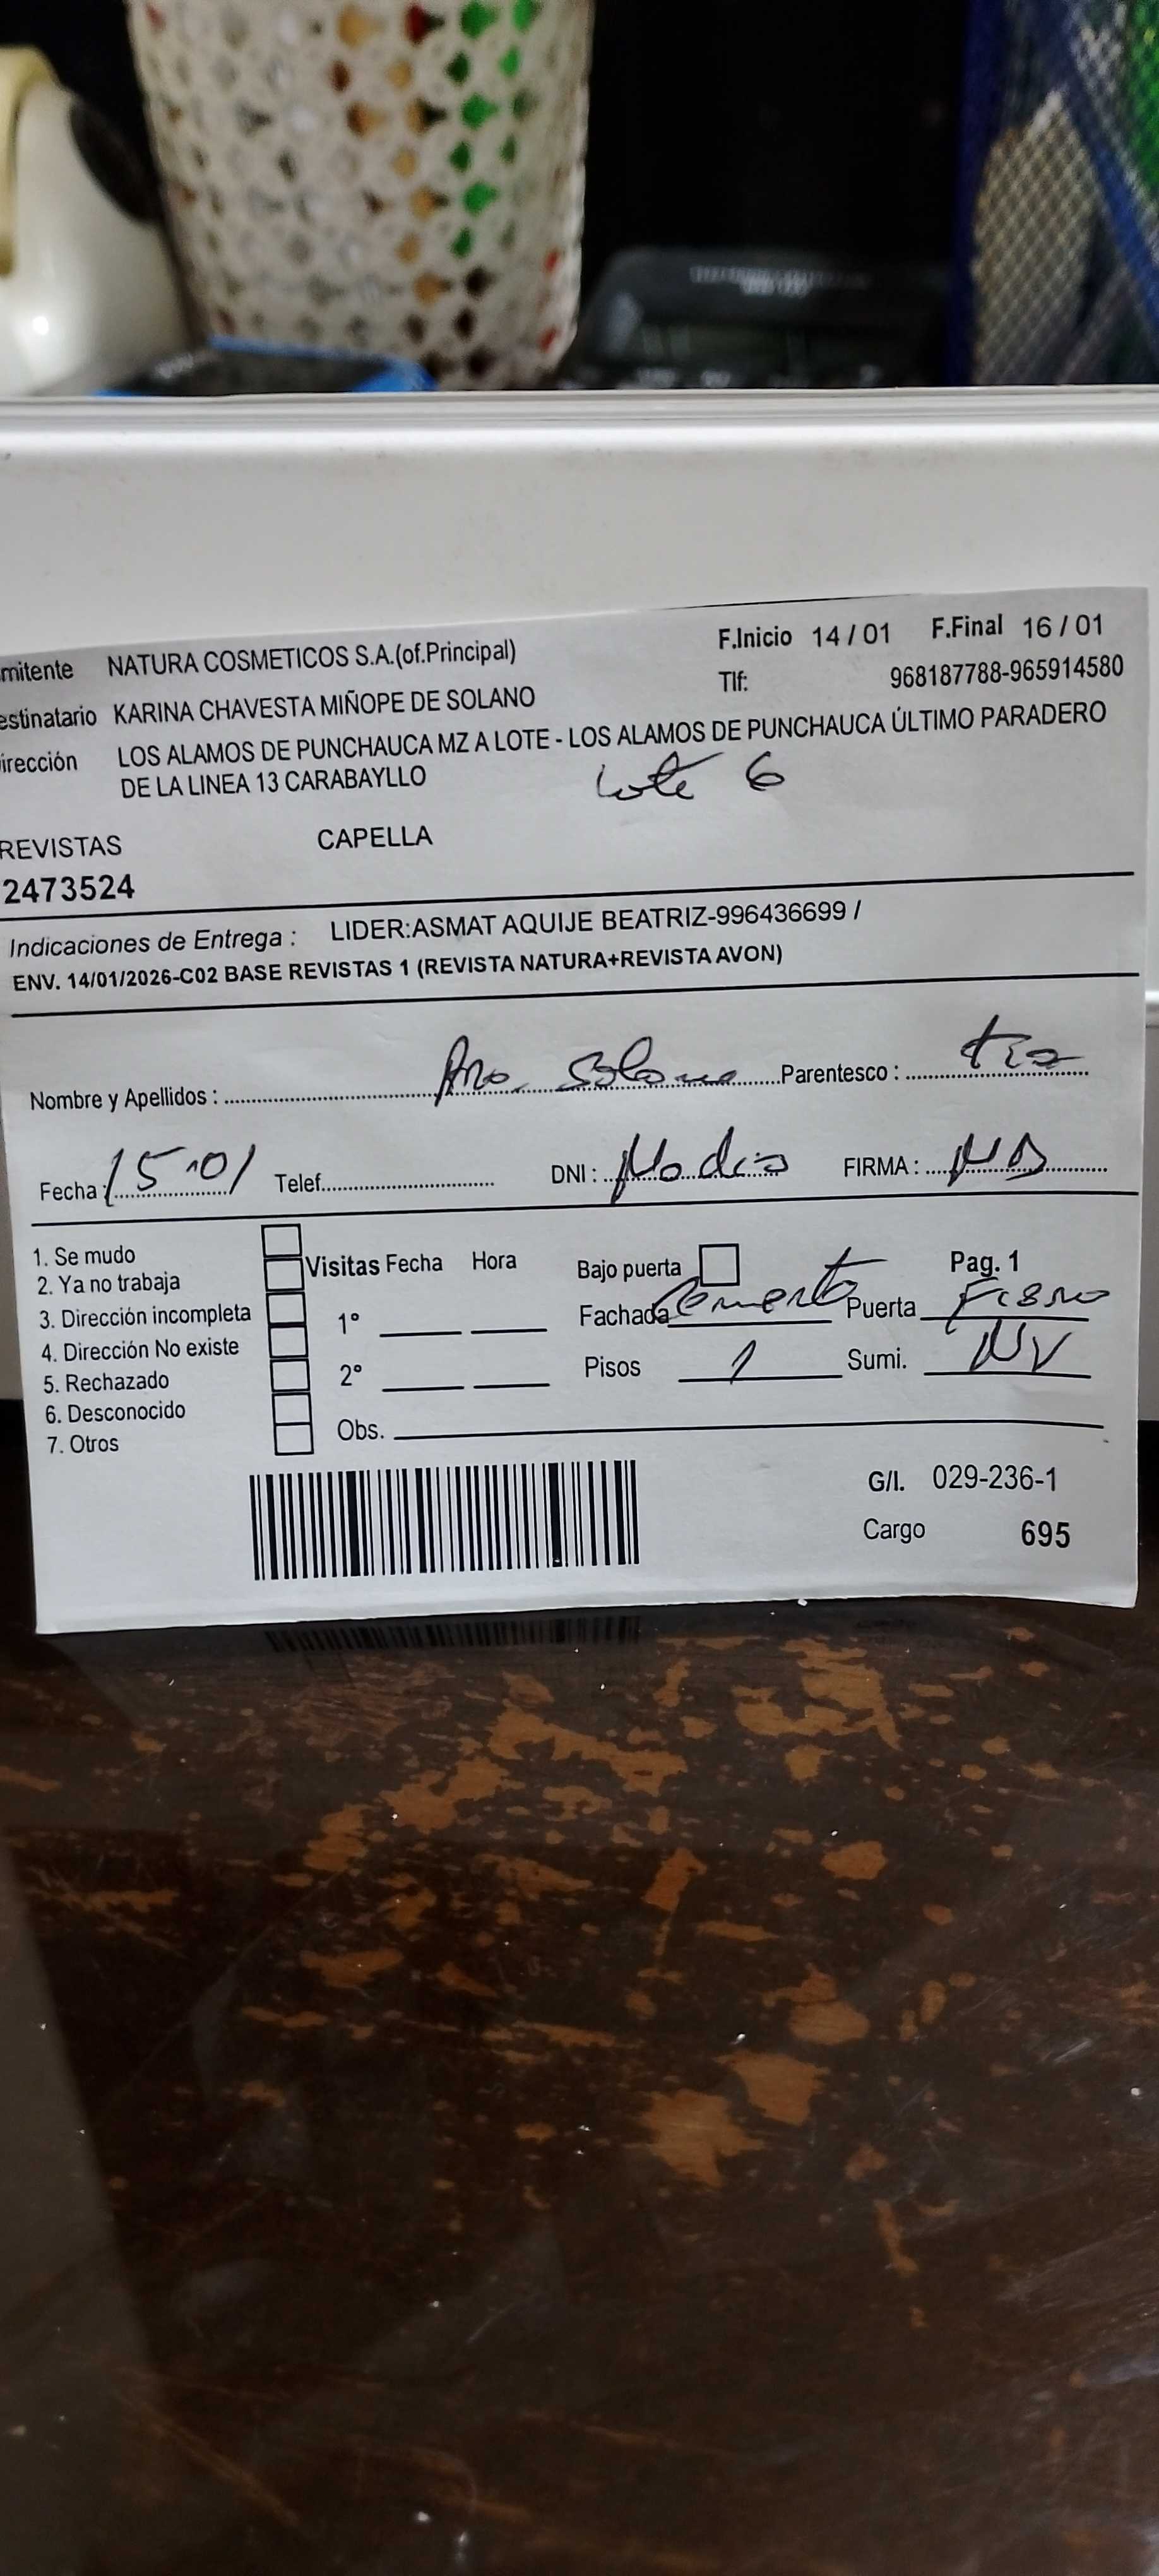 mitente NATURA COSMETICOS S.A.(of.Principal) F.Inicio 14 / 01 F.Final 16 / 01
estinatario KARINA CHAVESTA MIÑOPE DE SOLANO Tlf: 968187788-965914580
irección LOS ALAMOS DE PUNCHAUCA MZ A LOTE - LOS ALAMOS DE PUNCHAUCA ÚLTIMO PARADERO
DE LA LINEA 13 CARABAYLLO Lote 6
REVISTAS CAPELLA
2473524
Indicaciones de Entrega : LIDER:ASMAT AQUIJE BEATRIZ-996436699 /
ENV. 14/01/2026-C02 BASE REVISTAS 1 (REVISTA NATURA+REVISTA AVON)
Nombre y Apellidos : Solano Parentesco : tia
Fecha : 15-01 Telef. DNI : No dio FIRMA : ND
1. Se mudo Visitas Fecha Hora Bajo puerta Pag. 1
2. Ya no trabaja
3. Dirección incompleta 1° Fachada Cemento Puerta Fierro
4. Dirección No existe
5. Rechazado 2° Pisos 1 Sumi. NV
6. Desconocido
7. Otros Obs.
G/I. 029-236-1
Cargo 695